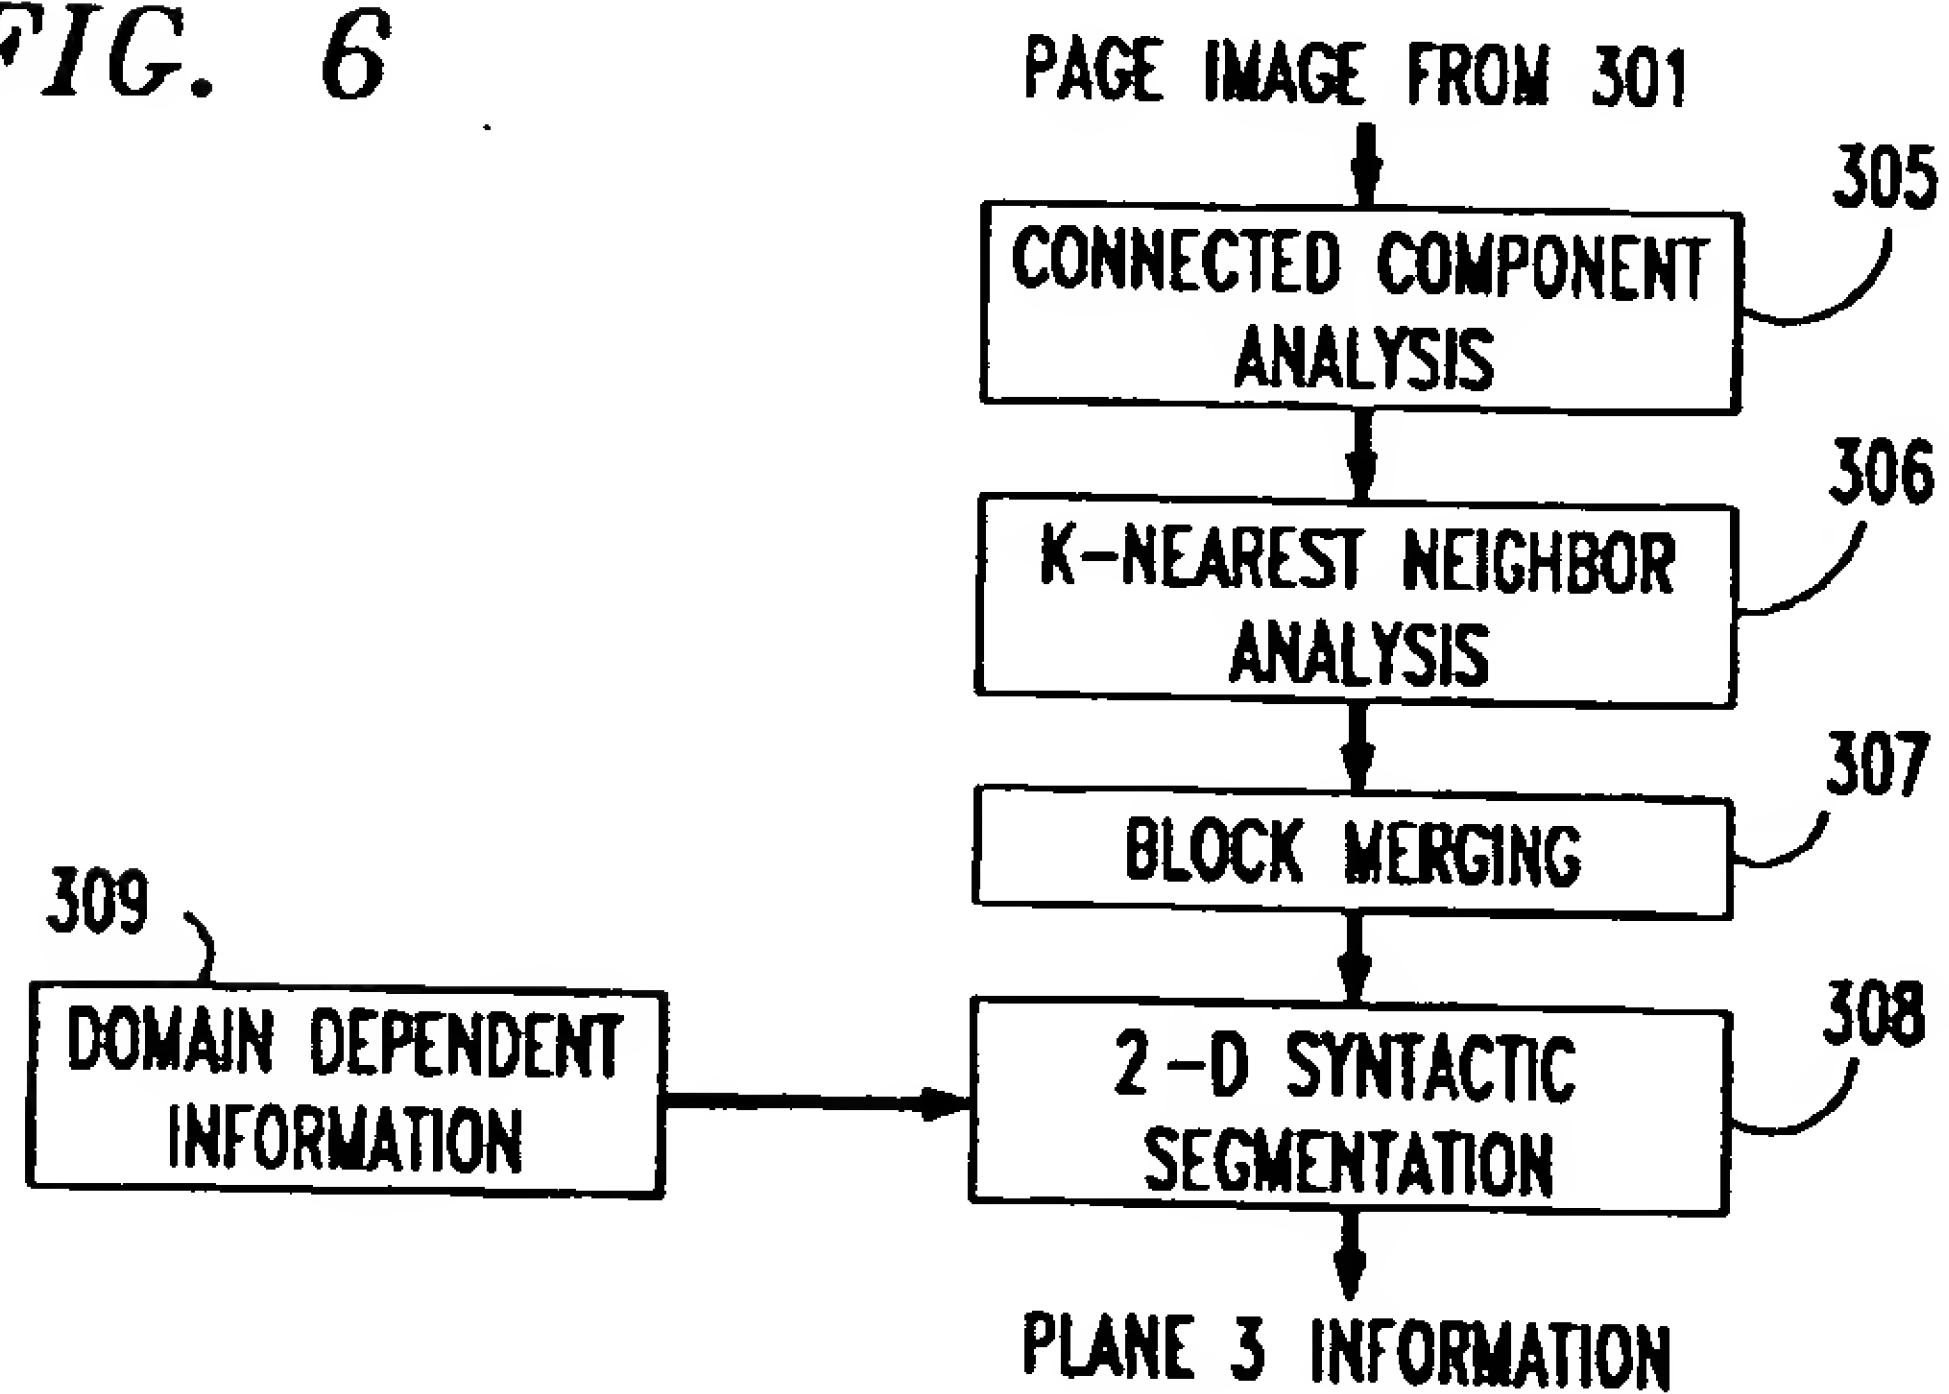 FIG. 6
PAGE IMAGE FROM 301
305
CONNECTED COMPONENT
ANALYSIS
306
K-NEAREST NEIGHBOR
ANALYSIS
307
BLOCK MERGING
309
DOMAIN DEPENDENT
INFORMATION
308
2-D SYNTACTIC
SEGMENTATION
PLANE 3 INFORMATION